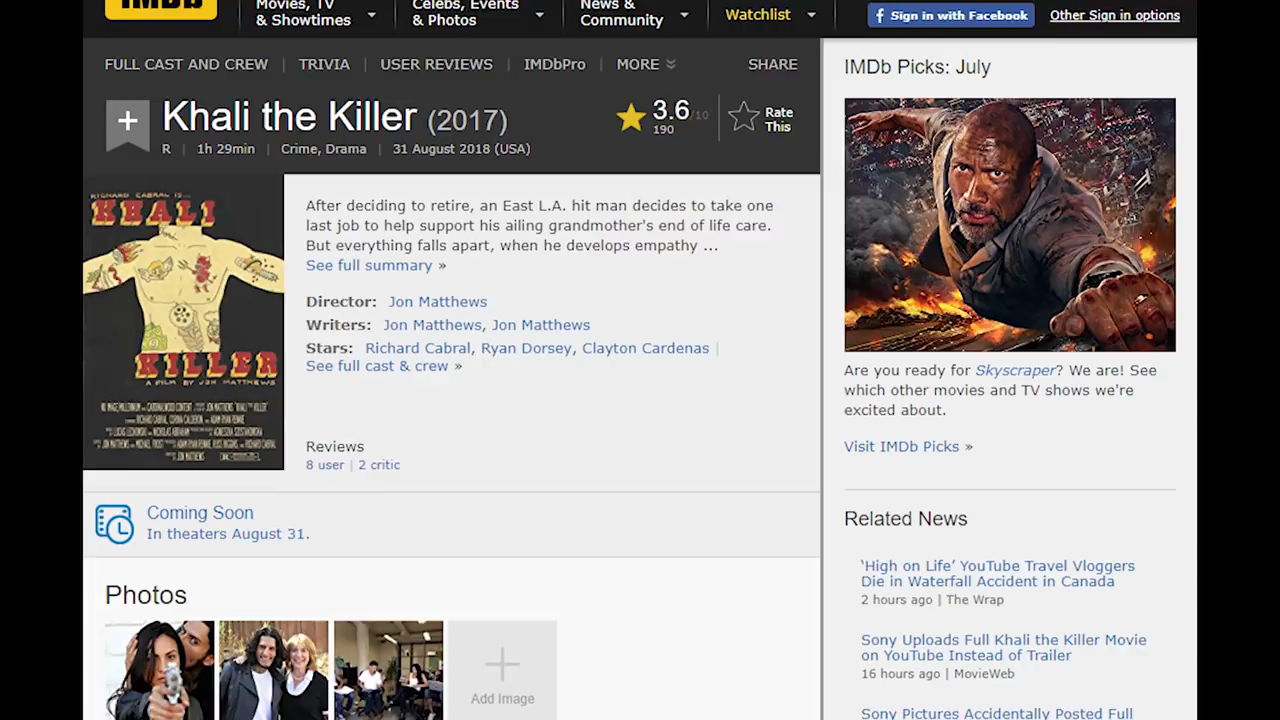 IMDb
Movies, TV
& Showtimes
Celebs, Events
& Photos
News &
Community
Watchlist
f Sign in with Facebook
Other Sign in options
FULL CAST AND CREW | TRIVIA | USER REVIEWS | IMDbPro | MORE
SHARE
+ Khali the Killer (2017)
3.6/10
190
Rate
This
R | 1h 29min | Crime, Drama | 31 August 2018 (USA)
RICHARD CABRAL IS...
KHALI
KILLER
A FILM BY JON MATTHEWS
After deciding to retire, an East L.A. hit man decides to take one
last job to help support his ailing grandmother's end of life care.
But everything falls apart, when he develops empathy ...
See full summary »
Director: Jon Matthews
Writers: Jon Matthews, Jon Matthews
Stars: Richard Cabral, Ryan Dorsey, Clayton Cardenas |
See full cast & crew »
Reviews
8 user | 2 critic
Coming Soon
In theaters August 31.
Photos
Add Image
IMDb Picks: July
Are you ready for Skyscraper? We are! See
which other movies and TV shows we're
excited about.
Visit IMDb Picks »
Related News
‘High on Life’ YouTube Travel Vloggers
Die in Waterfall Accident in Canada
2 hours ago | The Wrap
Sony Uploads Full Khali the Killer Movie
on YouTube Instead of Trailer
16 hours ago | MovieWeb
Sony Pictures Accidentally Posted Full